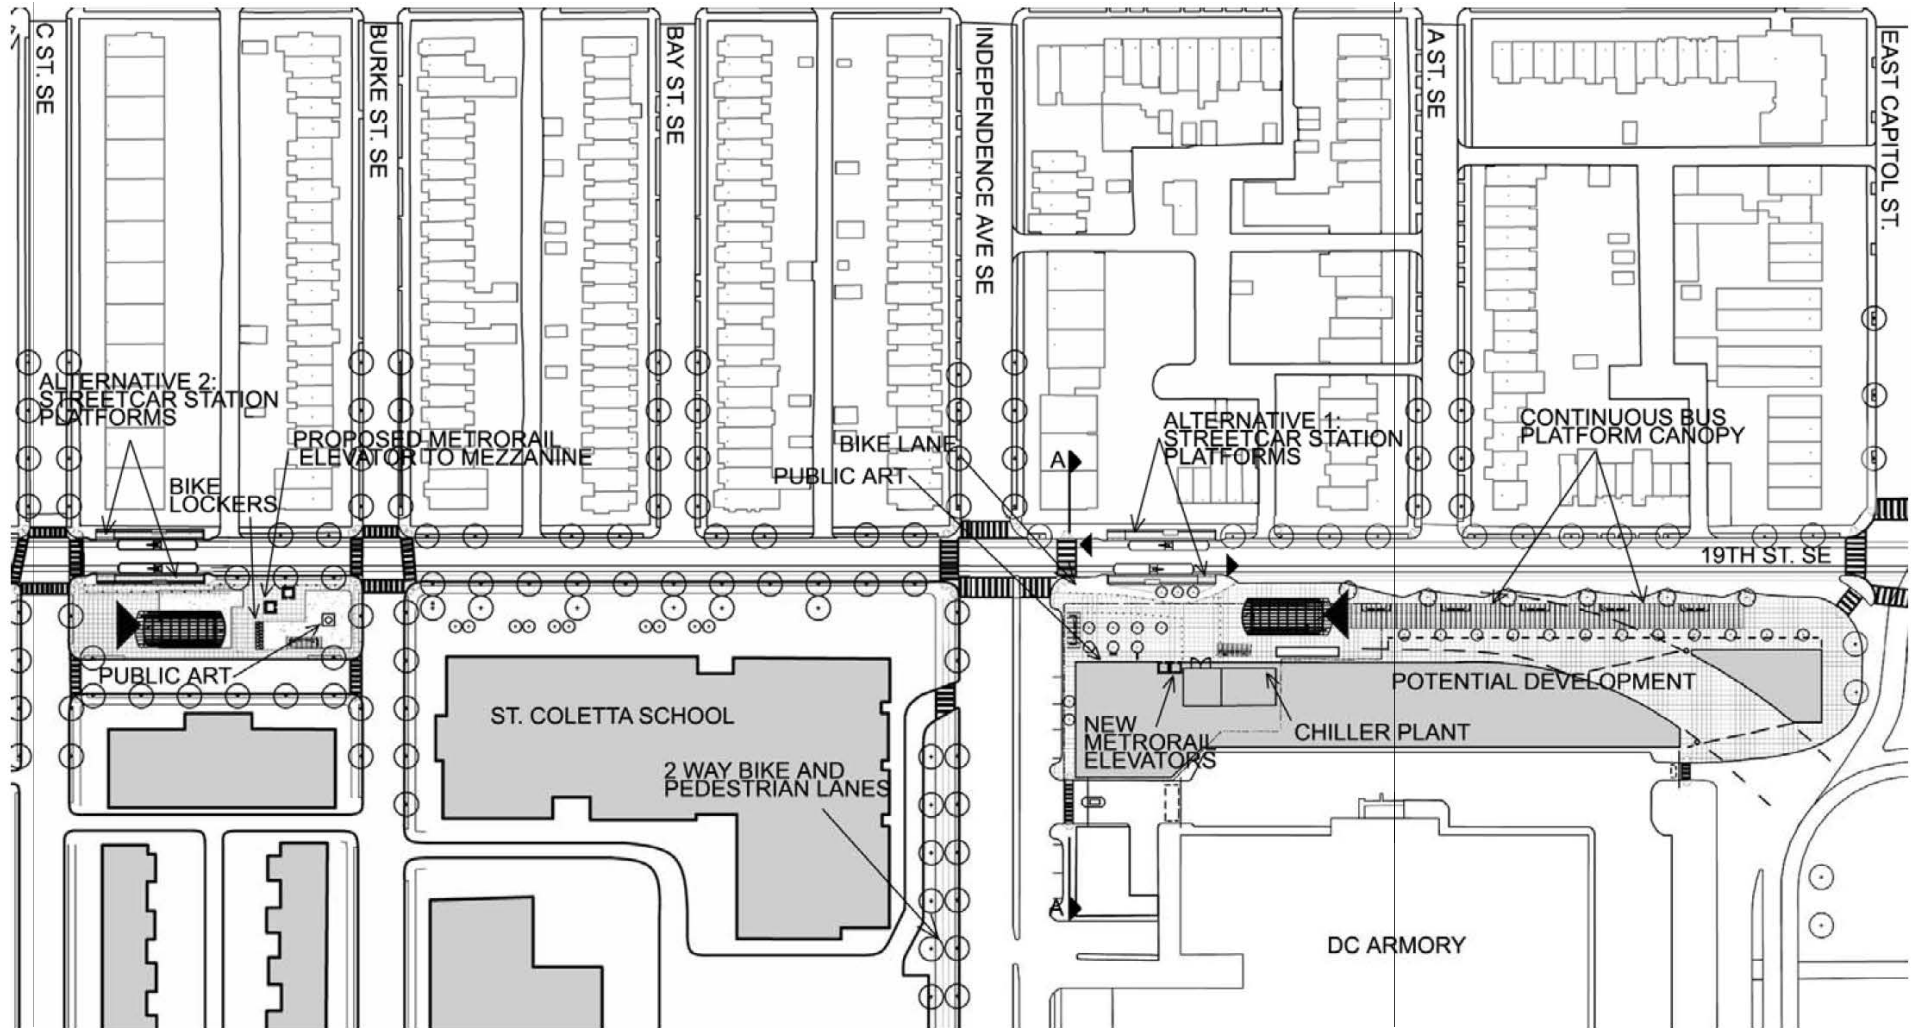 C ST. SE
BURKE ST. SE
BAY ST. SE
INDEPENDENCE AVE SE
A ST. SE
EAST CAPITOL ST.
ALTERNATIVE 2:
STREETCAR STATION
PLATFORMS
PROPOSED METRORAIL
ELEVATOR TO MEZZANINE
BIKE
LOCKERS
BIKE LANE
PUBLIC ART
A
ALTERNATIVE 1:
STREETCAR STATION
PLATFORMS
CONTINUOUS BUS
PLATFORM CANOPY
19TH ST. SE
PUBLIC ART
ST. COLETTA SCHOOL
2 WAY BIKE AND
PEDESTRIAN LANES
NEW
METRORAIL
ELEVATORS
CHILLER PLANT
POTENTIAL DEVELOPMENT
A
DC ARMORY